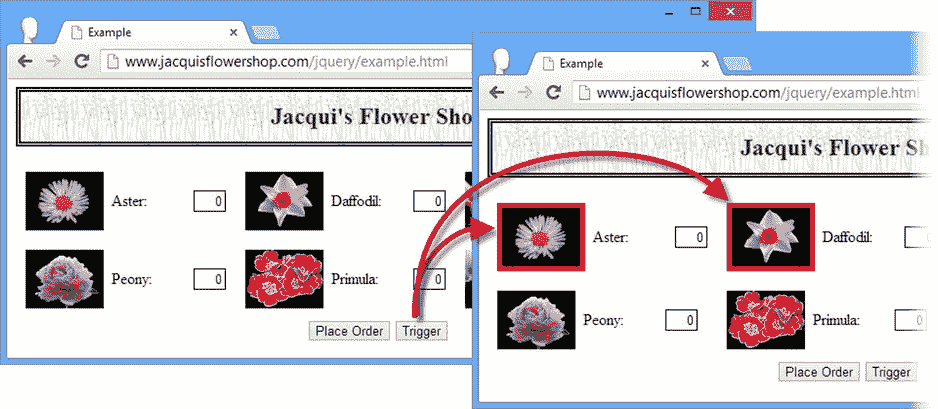 Example
www.jacquisflowershop.com/jquery/example.html
Jacqui's Flower Sho
Aster: 0 Daffodil: 0
Peony: 0 Primula: 0
Place Order Trigger
Example
www.jacquisflowershop.com/jquery/example.html
Jacqui's Flower Sh
Aster: 0 Daffodil:
Peony: 0 Primula: 0
Place Order Trigger